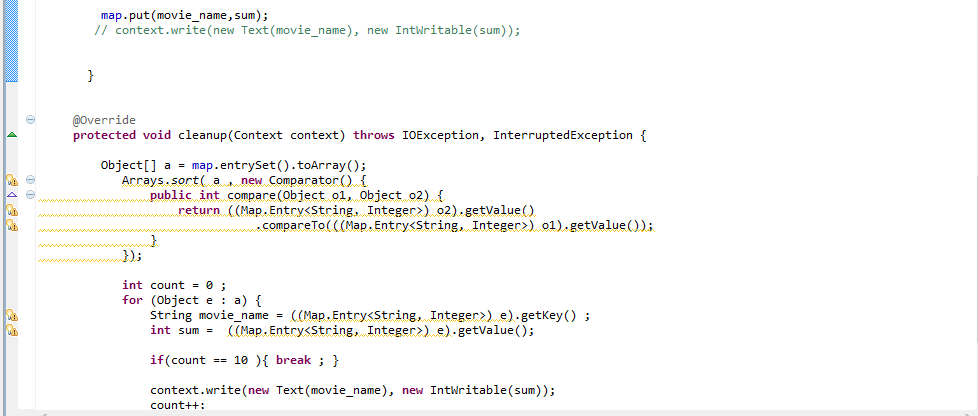 map.put(movie_name,sum);
// context.write(new Text(movie_name), new IntWritable(sum));
}
@Override
protected void cleanup(Context context) throws IOException, InterruptedException {
Object[] a = map.entrySet().toArray();
Arrays.sort( a , new Comparator() {
public int compare(Object o1, Object o2) {
return ((Map.Entry<String, Integer>) o2).getValue()
.compareTo(((Map.Entry<String, Integer>) o1).getValue());
}
});
int count = 0 ;
for (Object e : a) {
String movie_name = ((Map.Entry<String, Integer>) e).getKey() ;
int sum =  ((Map.Entry<String, Integer>) e).getValue();
if(count == 10 ){ break ; }
context.write(new Text(movie_name), new IntWritable(sum));
count++;